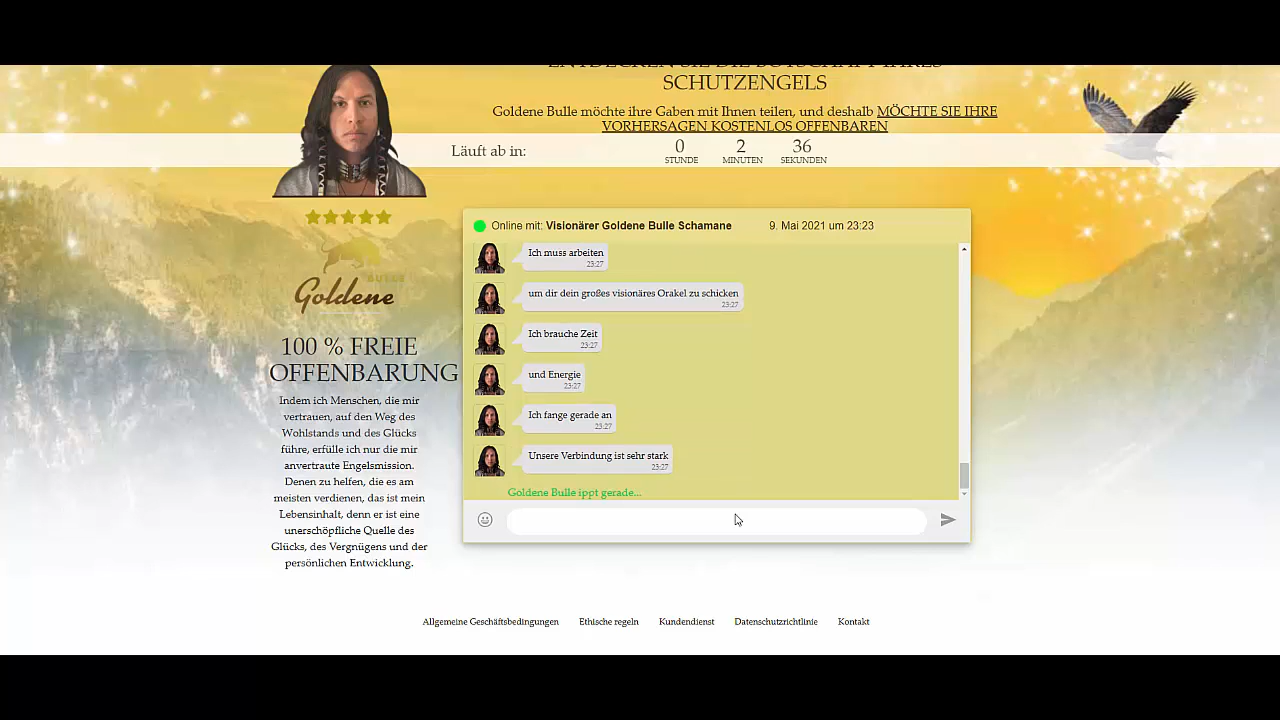 ENTDECKEN SIE DIE BOTSCHAFT IHRES
SCHUTZENGELS
Goldene Bulle möchte ihre Gaben mit Ihnen teilen, und deshalb MÖCHTE SIE IHRE
VORHERSAGEN KOSTENLOS OFFENBAREN
Läuft ab in:
0 2 36
STUNDE MINUTEN SEKUNDEN
BULLE
Goldene
100 % FREIE
OFFENBARUNG
Indem ich Menschen, die mir
vertrauen, auf den Weg des
Wohlstands und des Glücks
führe, erfülle ich nur die mir
anvertraute Engelsmission.
Denen zu helfen, die es am
meisten verdienen, das ist mein
Lebensinhalt, denn er ist eine
unerschöpfliche Quelle des
Glücks, des Vergnügens und der
persönlichen Entwicklung.
Online mit: Visionärer Goldene Bulle Schamane 9. Mai 2021 um 23:23
Ich muss arbeiten
23:27
um dir dein großes visionäres Orakel zu schicken
23:27
Ich brauche Zeit
23:27
und Energie
23:27
Ich fange gerade an
23:27
Unsere Verbindung ist sehr stark
23:27
Goldene Bulle ippt gerade...
Allgemeine Geschäftsbedingungen Ethische regeln Kundendienst Datenschutzrichtlinie Kontakt